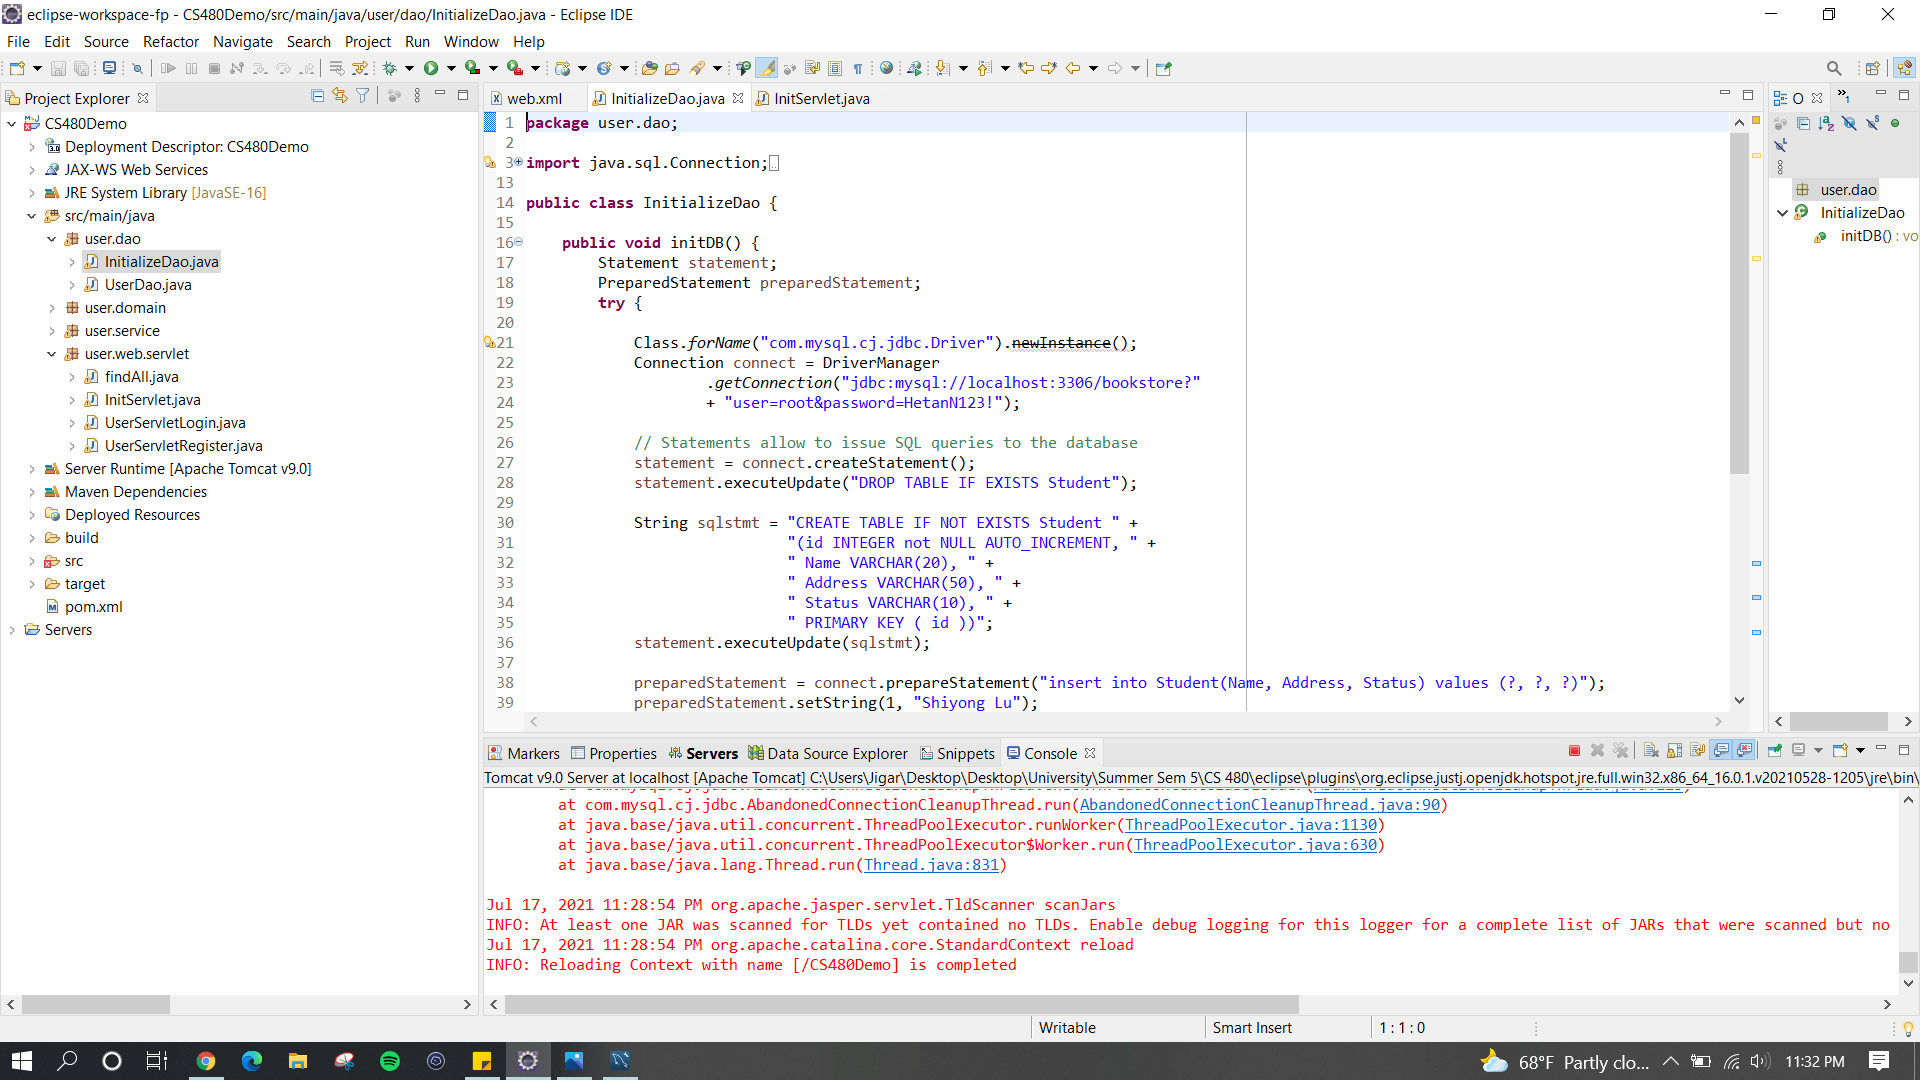 eclipse-workspace-fp - CS480Demo/src/main/java/user/dao/InitializeDao.java - Eclipse IDE
File Edit Source Refactor Navigate Search Project Run Window Help
Project Explorer
CS480Demo
Deployment Descriptor: CS480Demo
JAX-WS Web Services
JRE System Library [JavaSE-16]
src/main/java
user.dao
InitializeDao.java
UserDao.java
user.domain
user.service
user.web.servlet
findAll.java
InitServlet.java
UserServletLogin.java
UserServletRegister.java
Server Runtime [Apache Tomcat v9.0]
Maven Dependencies
Deployed Resources
build
src
target
pom.xml
Servers
web.xml InitializeDao.java InitServlet.java
1 package user.dao;
2
3 import java.sql.Connection;
13
14 public class InitializeDao {
15
16 public void initDB() {
17 Statement statement;
18 PreparedStatement preparedStatement;
19 try {
20
21 Class.forName("com.mysql.cj.jdbc.Driver").newInstance();
22 Connection connect = DriverManager
23 .getConnection("jdbc:mysql://localhost:3306/bookstore?"
24 + "user=root&password=HetanN123!");
25
26 // Statements allow to issue SQL queries to the database
27 statement = connect.createStatement();
28 statement.executeUpdate("DROP TABLE IF EXISTS Student");
29
30 String sqlstmt = "CREATE TABLE IF NOT EXISTS Student " +
31 "(id INTEGER not NULL AUTO_INCREMENT, " +
32 " Name VARCHAR(20), " +
33 " Address VARCHAR(50), " +
34 " Status VARCHAR(10), " +
35 " PRIMARY KEY ( id ))";
36 statement.executeUpdate(sqlstmt);
37
38 preparedStatement = connect.prepareStatement("insert into Student(Name, Address, Status) values (?, ?, ?)");
39 preparedStatement.setString(1, "Shiyong Lu");
O
user.dao
InitializeDao
initDB() : vo
Markers Properties Servers Data Source Explorer Snippets Console
Tomcat v9.0 Server at localhost [Apache Tomcat] C:\Users\Jigar\Desktop\Desktop\University\Summer Sem 5\CS 480\eclipse\plugins\org.eclipse.justj.openjdk.hotspot.jre.full.win32.x86_64_16.0.1.v20210528-1205\jre\bin\
at com.mysql.cj.jdbc.AbandonedConnectionCleanupThread.run(AbandonedConnectionCleanupThread.java:90)
at java.base/java.util.concurrent.ThreadPoolExecutor.runWorker(ThreadPoolExecutor.java:1130)
at java.base/java.util.concurrent.ThreadPoolExecutor$Worker.run(ThreadPoolExecutor.java:630)
at java.base/java.lang.Thread.run(Thread.java:831)
Jul 17, 2021 11:28:54 PM org.apache.jasper.servlet.TldScanner scanJars
INFO: At least one JAR was scanned for TLDs yet contained no TLDs. Enable debug logging for this logger for a complete list of JARs that were scanned but no
Jul 17, 2021 11:28:54 PM org.apache.catalina.core.StandardContext reload
INFO: Reloading Context with name [/CS480Demo] is completed
Writable Smart Insert 1 : 1 : 0
68°F Partly clo... 11:32 PM